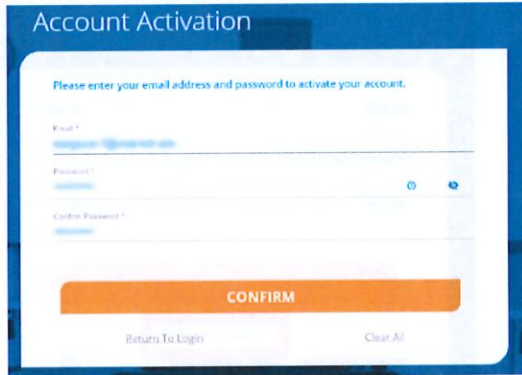 Account Activation
Please enter your email address and password to activate your account.
Email *
Password *
Confirm Password *
CONFIRM
Return To Login
Clear All